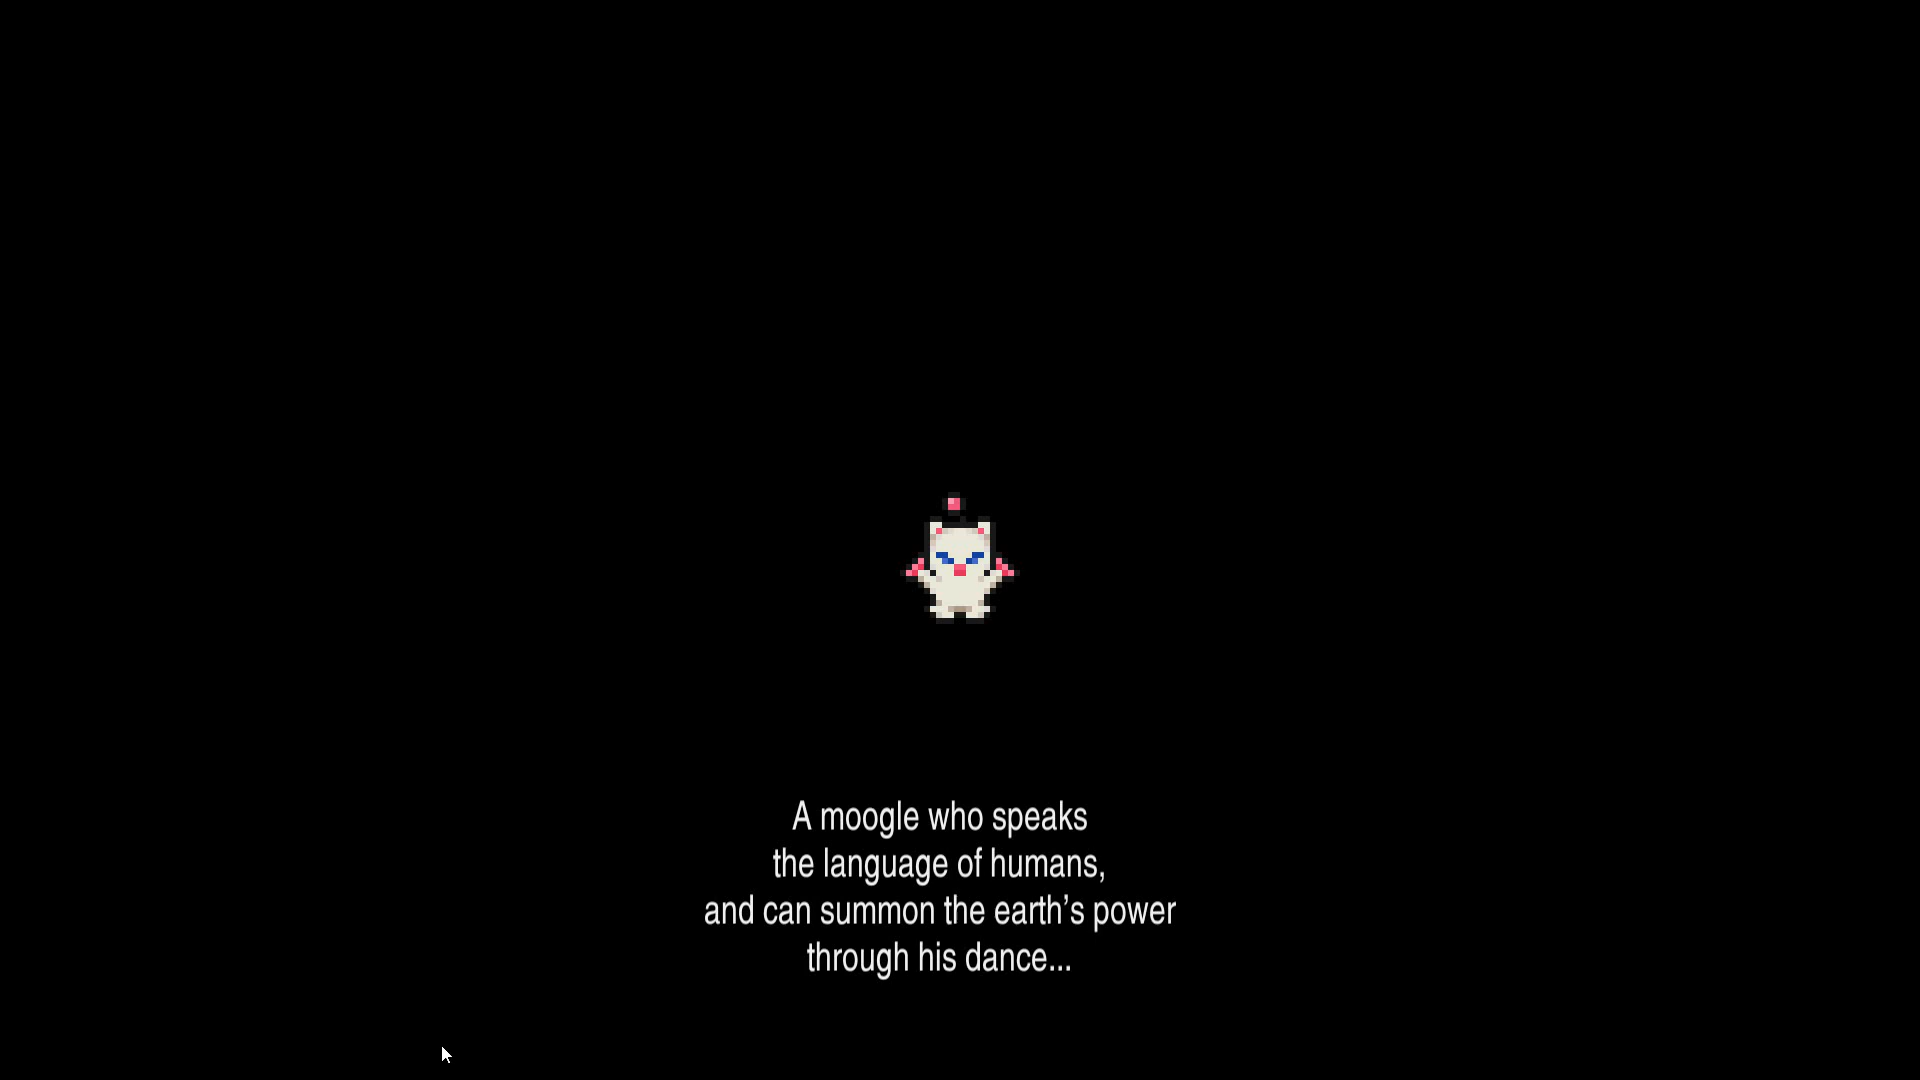 A moogle who speaks
the language of humans,
and can summon the earth’s power
through his dance...